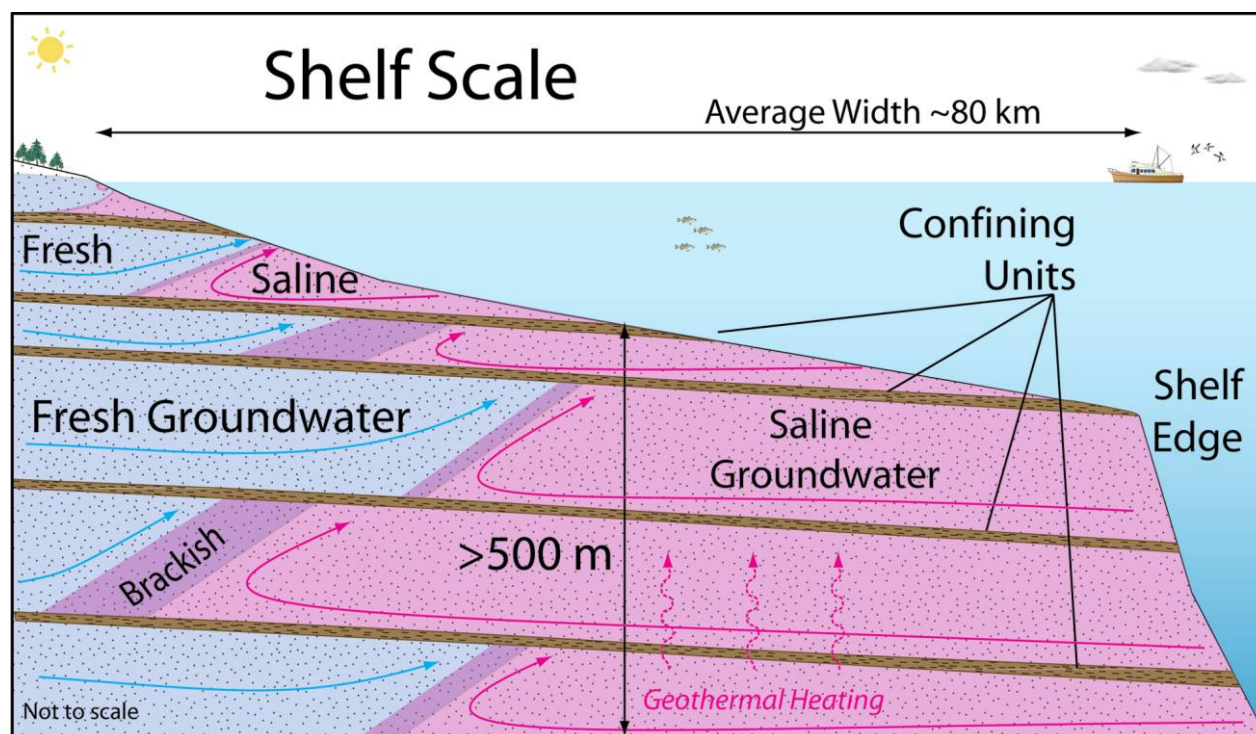 Shelf Scale
Average Width ~80 km
Fresh
Saline
Confining
Units
Fresh Groundwater
Saline
Groundwater
Shelf
Edge
Brackish
>500 m
Geothermal Heating
Not to scale